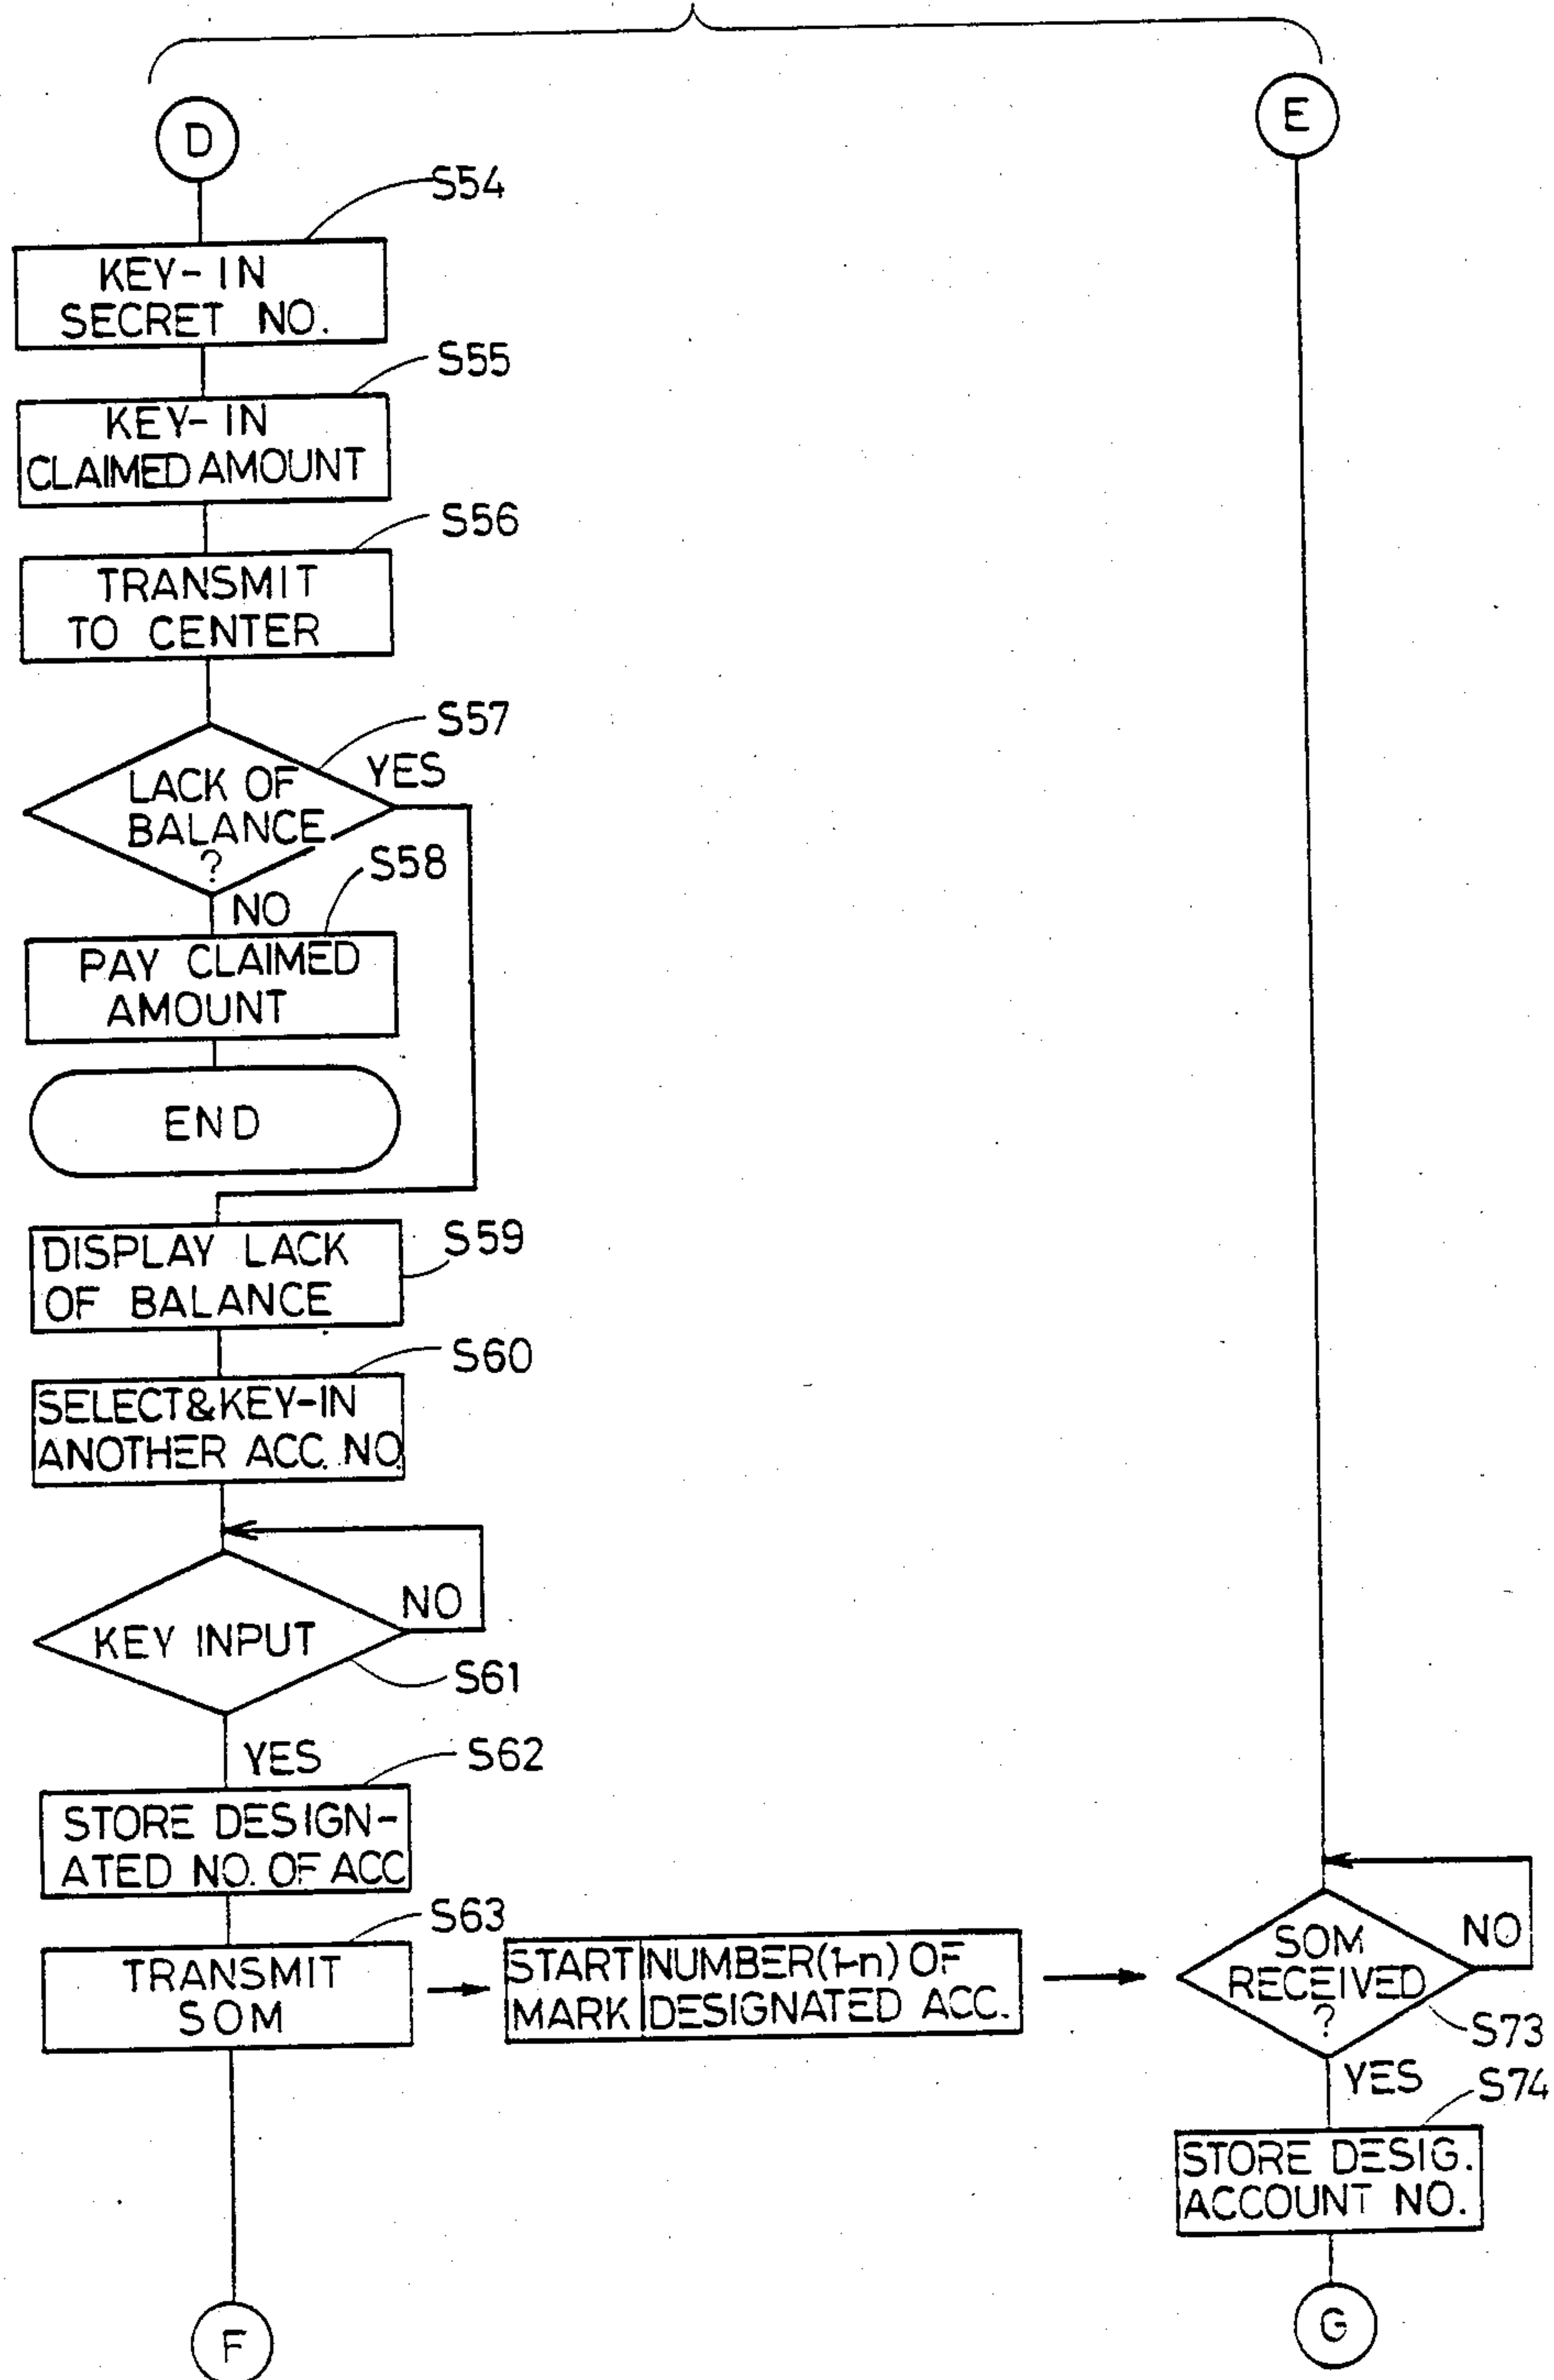 D
E
S54
KEY-IN
SECRET NO.
S55
KEY-IN
CLAIMED AMOUNT
S56
TRANSMIT
TO CENTER
S57
LACK OF
BALANCE
?
YES
NO
S58
PAY CLAIMED
AMOUNT
END
S59
DISPLAY LACK
OF BALANCE
S60
SELECT&KEY-IN
ANOTHER ACC. NO.
KEY INPUT
NO
S61
YES
S62
STORE DESIGN-
ATED NO. OF ACC
S63
TRANSMIT
SOM
START
MARK
NUMBER(1-n) OF
DESIGNATED ACC.
SOM
RECEIVED
?
NO
S73
YES
S74
STORE DESIG.
ACCOUNT NO.
F
G